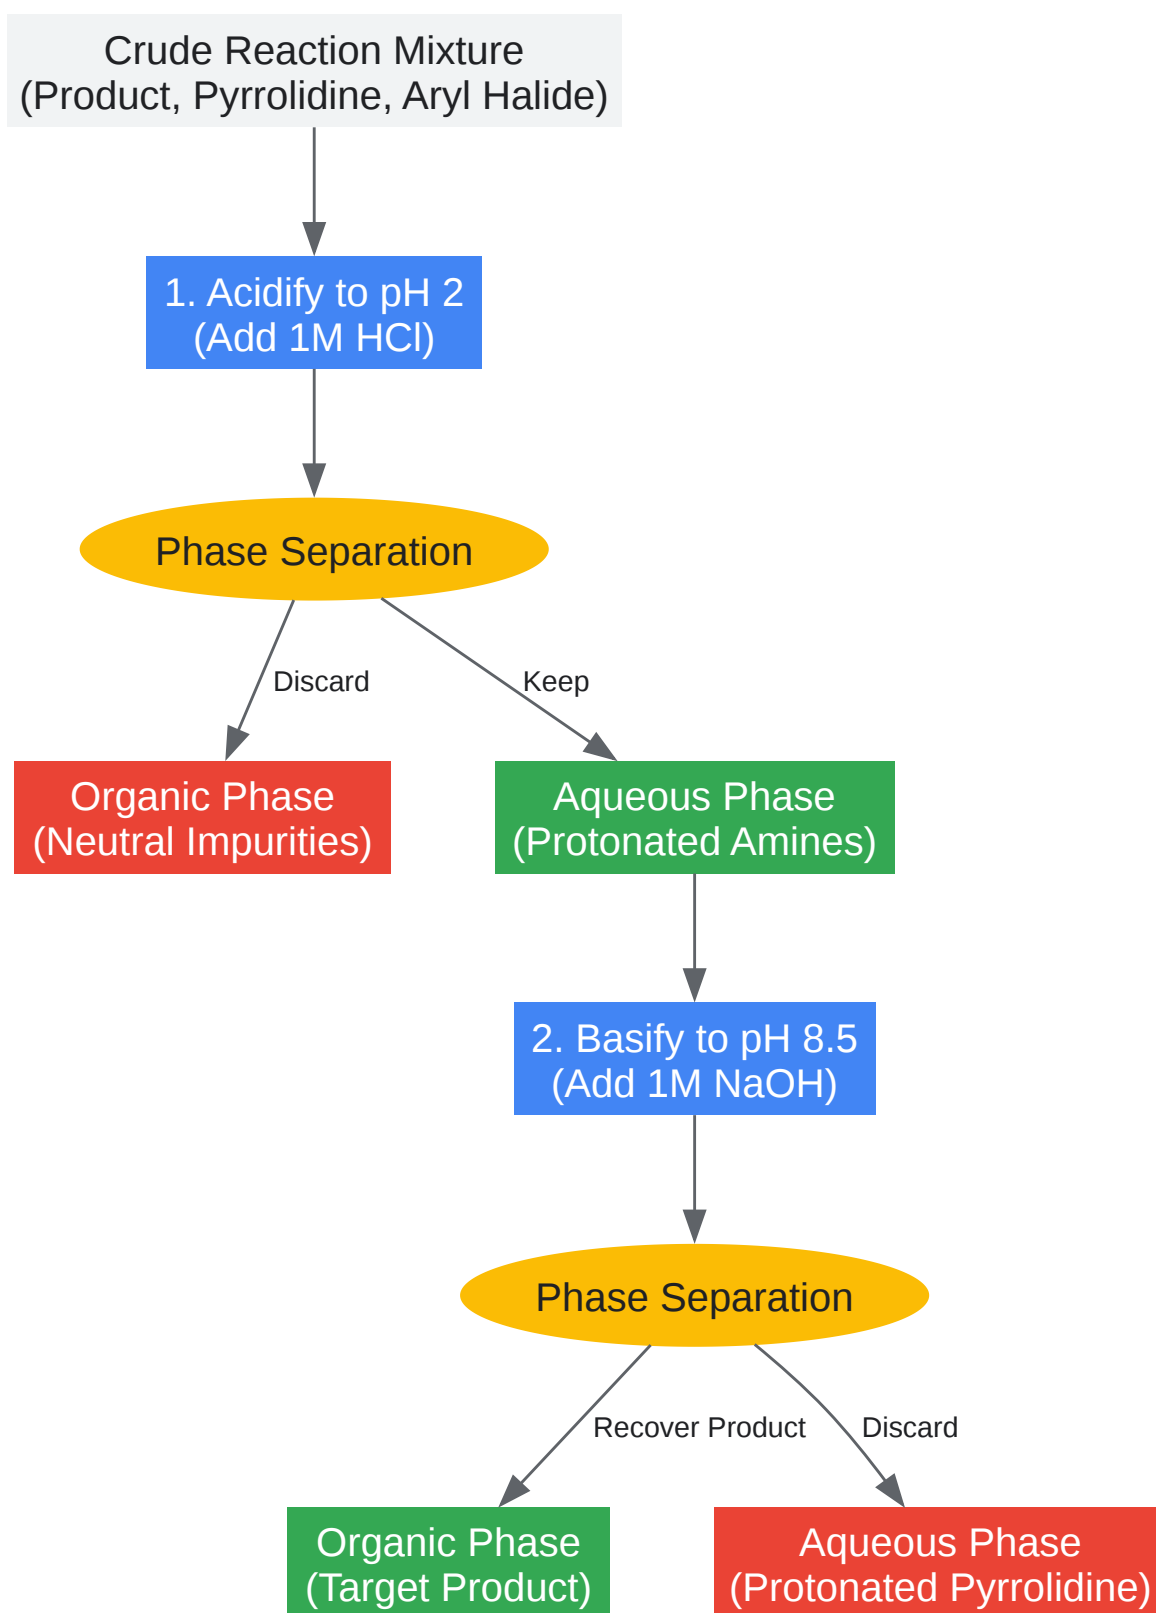 Crude Reaction Mixture
(Product, Pyrrolidine, Aryl Halide)
1. Acidify to pH 2
(Add 1M HCl)
Phase Separation
Discard
Keep
Organic Phase
(Neutral Impurities)
Aqueous Phase
(Protonated Amines)
2. Basify to pH 8.5
(Add 1M NaOH)
Phase Separation
Recover Product
Discard
Organic Phase
(Target Product)
Aqueous Phase
(Protonated Pyrrolidine)